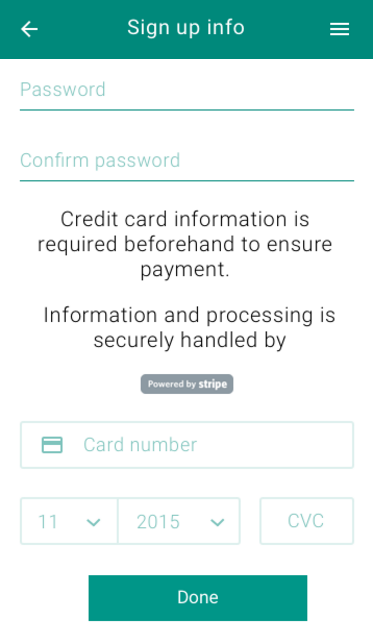 Sign up info
Password
Confirm password
Credit card information is
required beforehand to ensure
payment.
Information and processing is
securely handled by
Powered by stripe
Card number
11 2015 CVC
Done